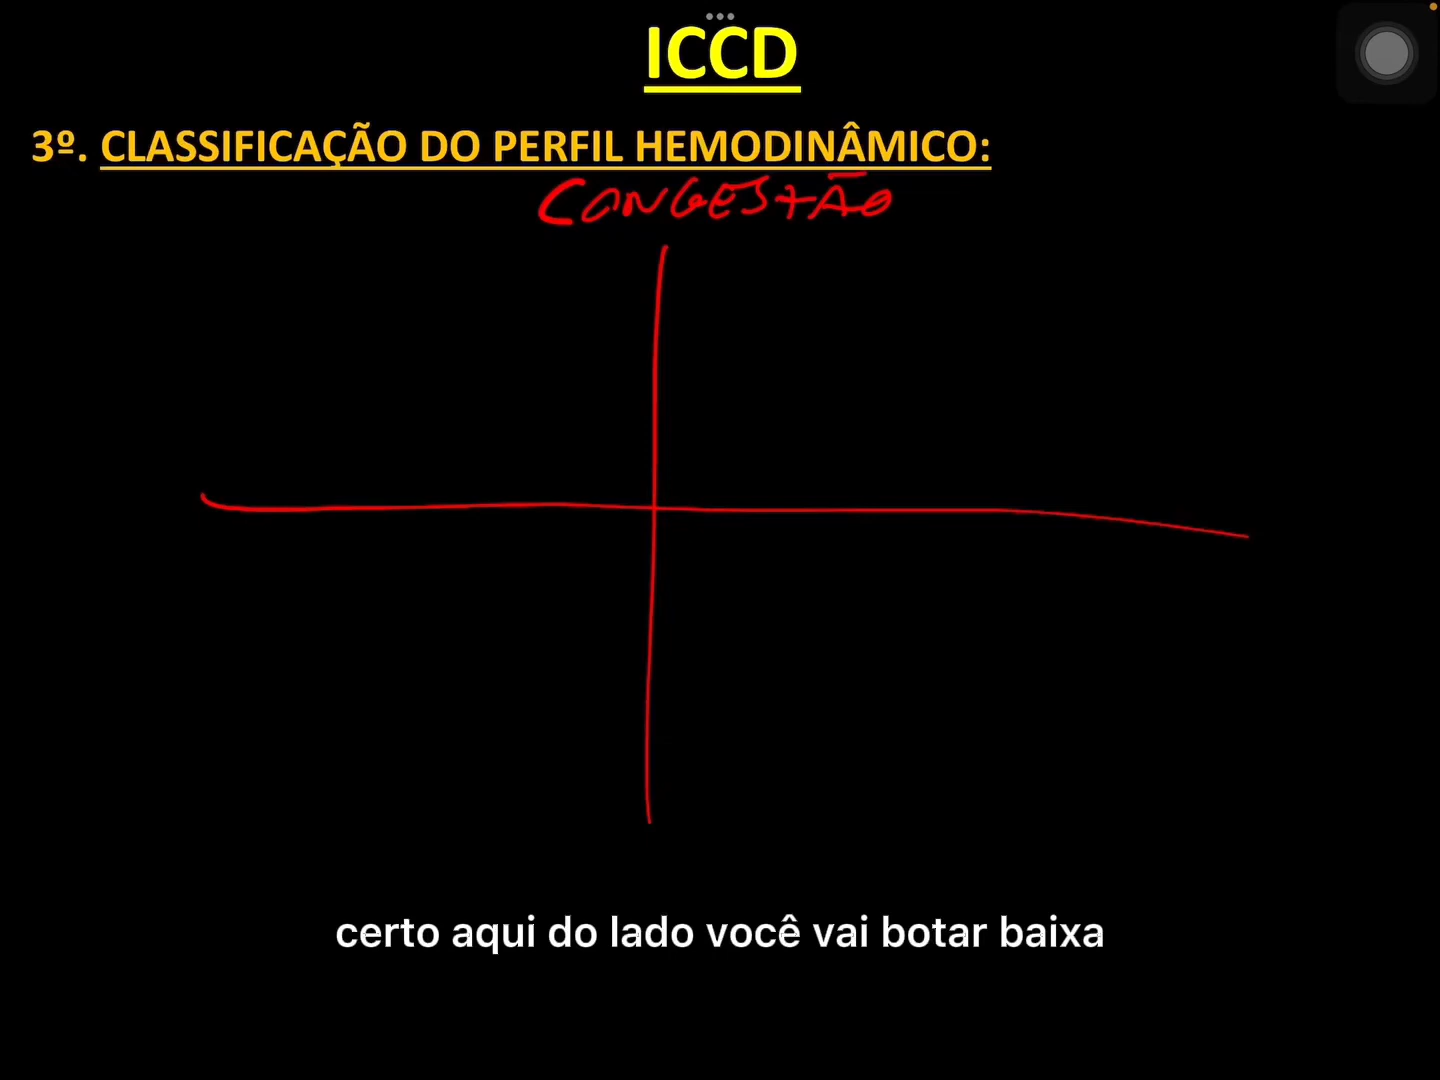 ICCD
3º. CLASSIFICAÇÃO DO PERFIL HEMODINÂMICO:
CONGESTÃO
certo aqui do lado você vai botar baixa